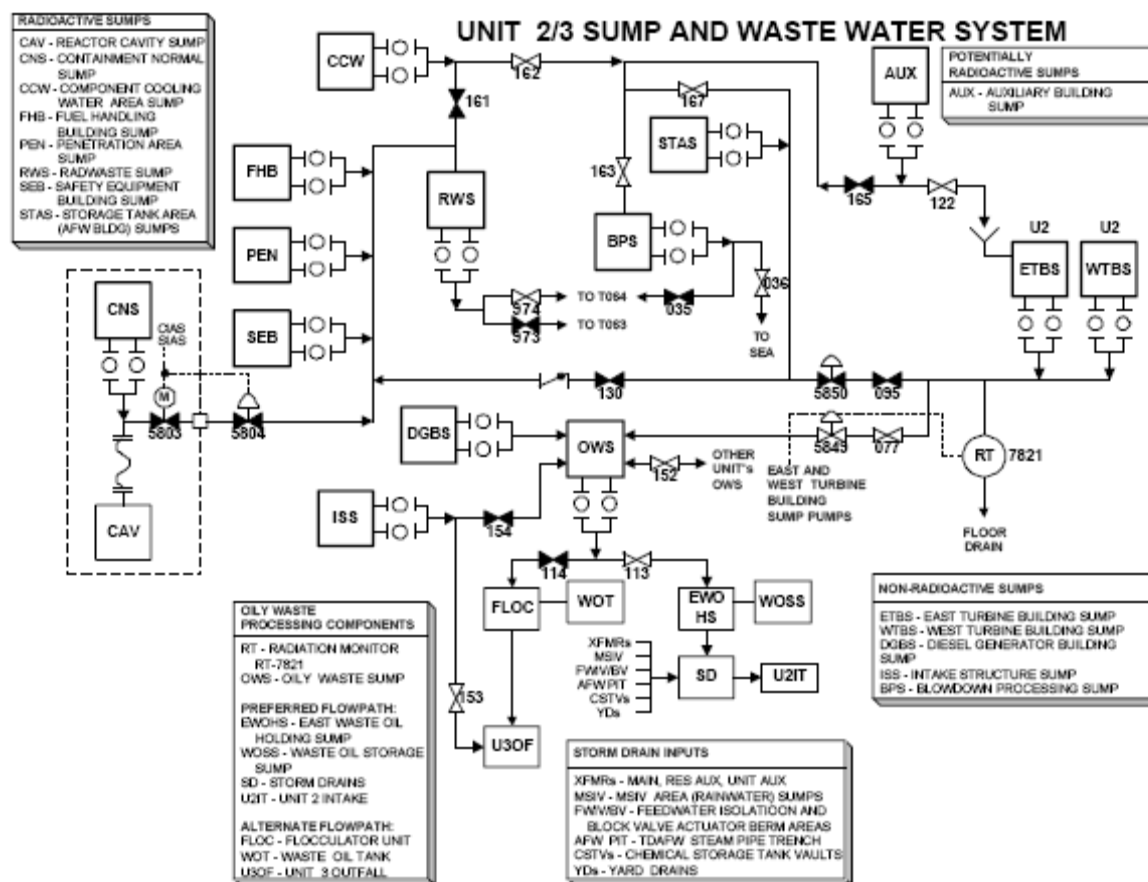 UNIT 2/3 SUMP AND WASTE WATER SYSTEM
RADIOACTIVE SUMPS
CAV - REACTOR CAVITY SUMP
CNS - CONTAINMENT NORMAL
SUMP
CCW - COMPONENT COOLING
WATER AREA SUMP
FHB - FUEL HANDLING
BUILDING SUMP
PEN - PENETRATION AREA
SUMP
RWS - RADWASTE SUMP
SEB - SAFETY EQUIPMENT
BUILDING SUMP
STAS - STORAGE TANK AREA
(AFW BLDG) SUMPS
CCW
162
161
167
AUX
POTENTIALLY
RADIOACTIVE SUMPS
AUX - AUXILIARY BUILDING
SUMP
FHB
RWS
STAS
163
165
122
BPS
U2
ETBS
U2
WTBS
PEN
036
974
TO T064
035
973
TO T063
TO
SEA
CNS
CIAS
SIAS
SEB
M
5803
5804
130
5850
095
DGBS
OWS
5849
077
RT
7821
152
OTHER
UNIT's
OWS
EAST AND
WEST TURBINE
BUILDING
SUMP PUMPS
FLOOR
DRAIN
CAV
ISS
154
114
113
FLOC
WOT
EWO
HS
WOSS
XFMRs
MSIV
FWIV/BV
AFW PIT
CSTVs
YDs
SD
U2IT
153
U3OF
OILY WASTE
PROCESSING COMPONENTS
RT - RADIATION MONITOR
RT-7821
OWS - OILY WASTE SUMP
PREFERRED FLOWPATH:
EWOHS - EAST WASTE OIL
HOLDING SUMP
WOSS - WASTE OIL STORAGE
SUMP
SD - STORM DRAINS
U2IT - UNIT 2 INTAKE
ALTERNATE FLOWPATH:
FLOC - FLOCCULATOR UNIT
WOT - WASTE OIL TANK
U3OF - UNIT 3 OUTFALL
STORM DRAIN INPUTS
XFMRs - MAIN, RES AUX, UNIT AUX
MSIV - MSIV AREA (RAINWATER) SUMPS
FWIV/BV - FEEDWATER ISOLATIOON AND
BLOCK VALVE ACTUATOR BERM AREAS
AFW PIT - TDAFW STEAM PIPE TRENCH
CSTVs - CHEMICAL STORAGE TANK VAULTS
YDs - YARD DRAINS
NON-RADIOACTIVE SUMPS
ETBS - EAST TURBINE BUILDING SUMP
WTBS - WEST TURBINE BUILDING SUMP
DGBS - DIESEL GENERATOR BUILDING
SUMP
ISS - INTAKE STRUCTURE SUMP
BPS - BLOWDOWN PROCESSING SUMP